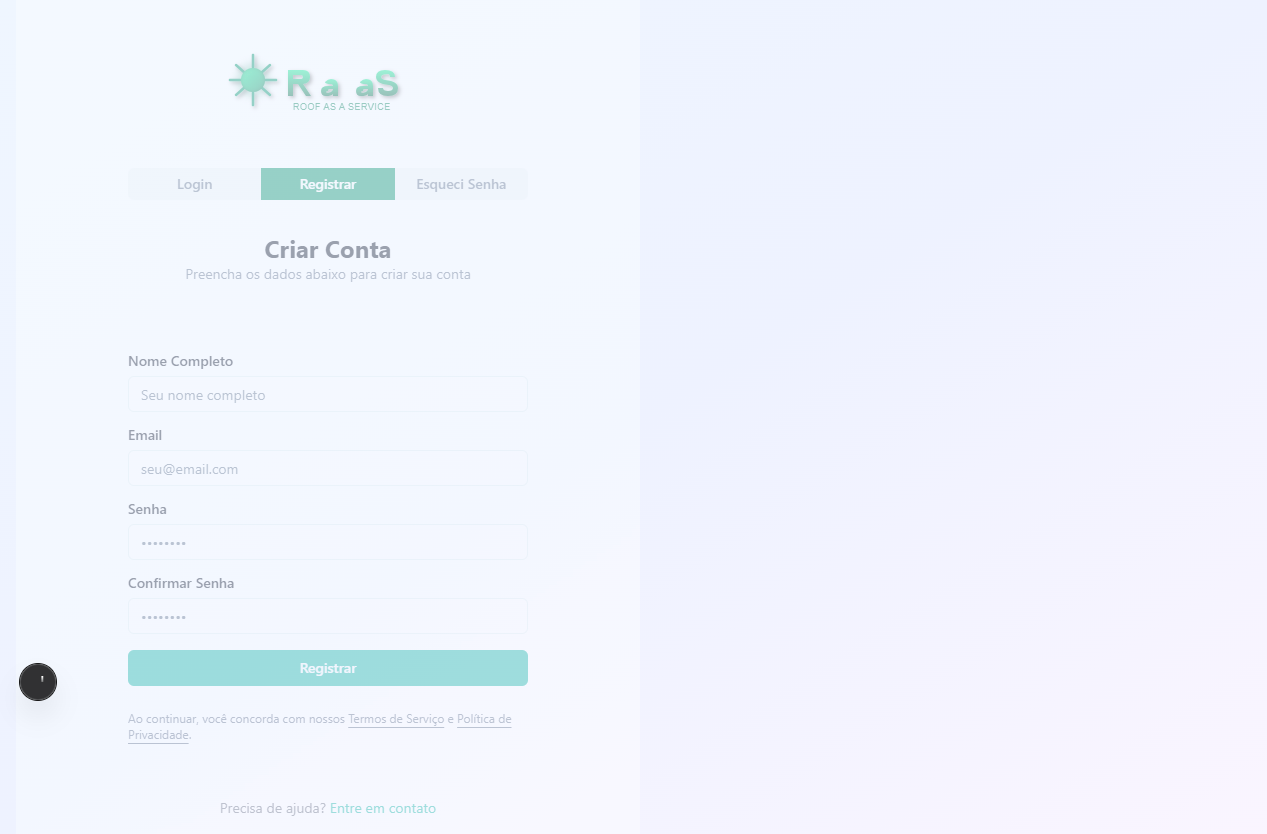 R a aS
ROOF AS A SERVICE
Login Registrar Esqueci Senha
Criar Conta
Preencha os dados abaixo para criar sua conta
Nome Completo
Seu nome completo
Email
seu@email.com
Senha
••••••••
Confirmar Senha
••••••••
Registrar
Ao continuar, você concorda com nossos Termos de Serviço e Política de
Privacidade.
Precisa de ajuda? Entre em contato